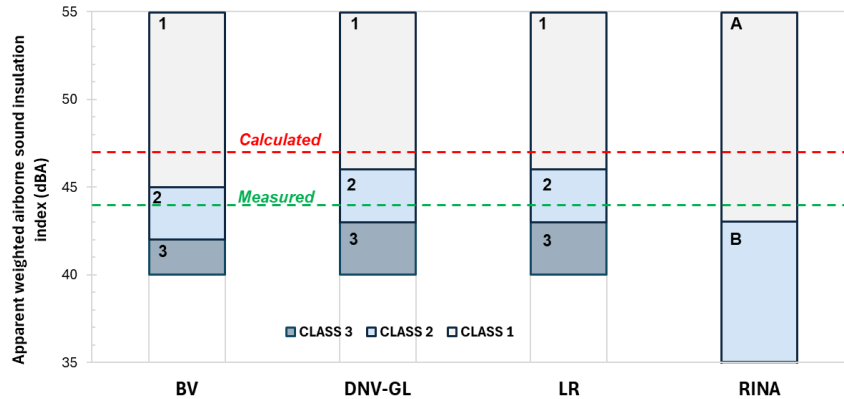 Apparent weighted airborne sound insulation
index (dBA)
55
50
45
40
35
1
1
1
A
Calculated
2
2
2
Measured
3
3
3
B
CLASS 3
CLASS 2
CLASS 1
BV
DNV-GL
LR
RINA